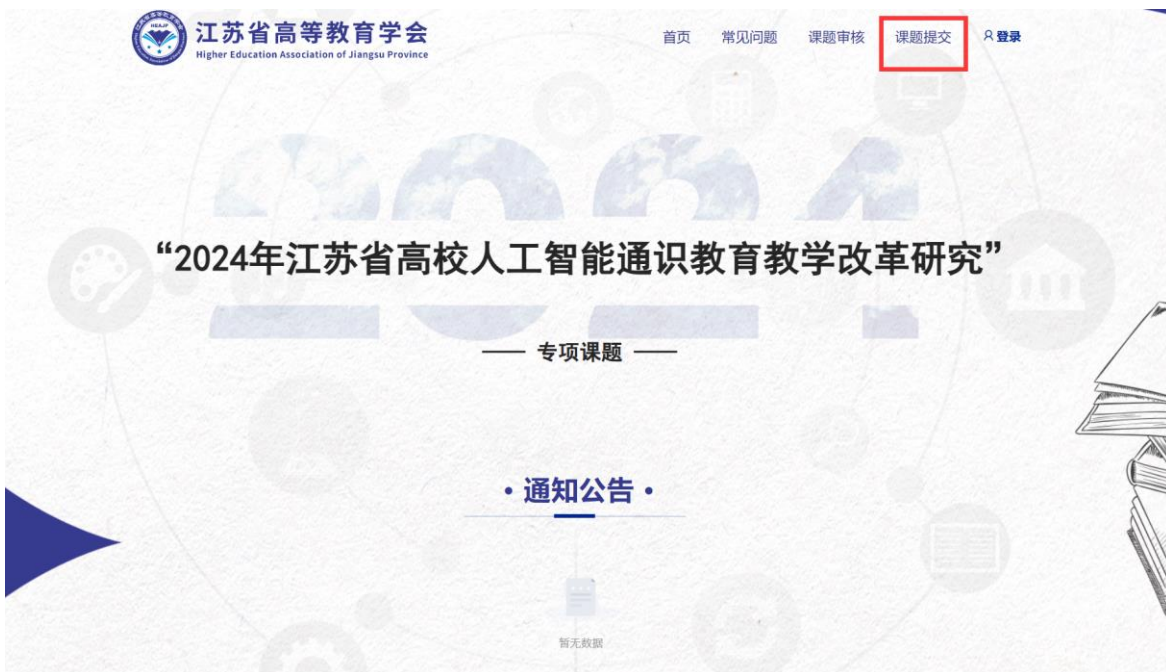 江苏省高等教育学会
Higher Education Association of Jiangsu Province
首页 常见问题 课题审核 课题提交 登录
2024
“2024年江苏省高校人工智能通识教育教学改革研究”
—— 专项课题 ——
·通知公告·
暂无数据